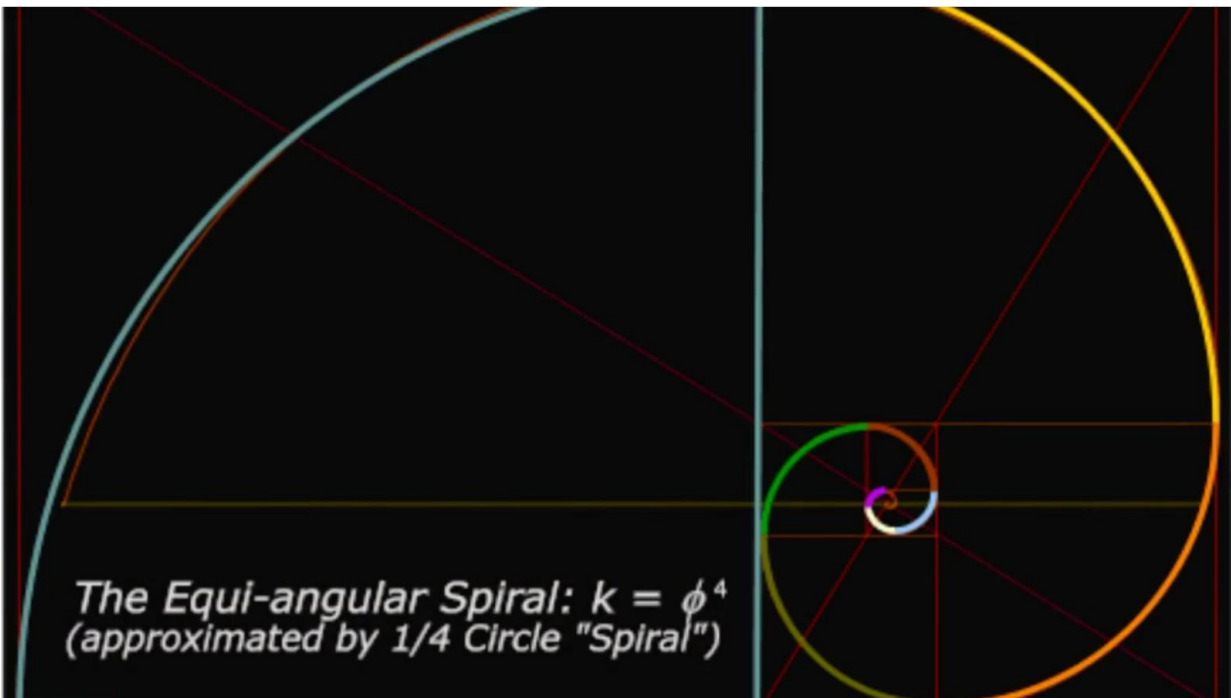 The Equi-angular Spiral: k = ϕ⁴
(approximated by 1/4 Circle "Spiral")